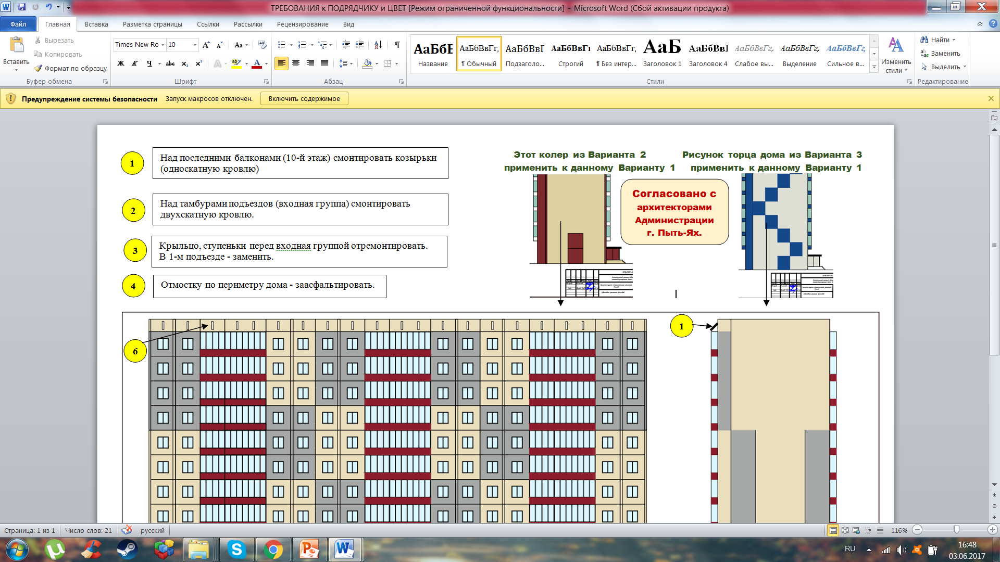 ТРЕБОВАНИЯ к ПОДРЯДЧИКУ и ЦВЕТ [Режим ограниченной функциональности] - Microsoft Word (Сбой активации продукта)
Файл Главная Вставка Разметка страницы Ссылки Рассылки Рецензирование Вид
Вставить
Вырезать
Копировать
Формат по образцу
Буфер обмена
Times New Ro 10
Шрифт
Абзац
АаБбВ АаБбВвГг, АаБбВвГ АаБбВвГг АаБбВвГг, АаБ АаБбВв АаБбВвГг, АаБбВвГг, АаБбВвГг,
Название ¶ Обычный Подзаголо... Строгий ¶ Без интер... Заголовок 1 Заголовок 4 Слабое вы... Выделение Сильное в...
Стили
Изменить
стили
Найти
Заменить
Выделить
Редактирование
Предупреждение системы безопасности Запуск макросов отключен. Включить содержимое
1
Над последними балконами (10-й этаж) смонтировать козырьки
(односкатную кровлю)
2
Над тамбурами подъездов (входная группа) смонтировать
двухскатную кровлю.
3
Крыльцо, ступеньки перед входная группой отремонтировать.
В 1-м подъезде - заменить.
4
Отмостку по периметру дома - заасфальтировать.
Этот колер из Варианта 2
применить к данному Варианту 1
Рисунок торца дома из Варианта 3
применить к данному Варианту 1
Согласовано с
архитекторами
Администрации
г. Пыть-Ях.
6
1
Страница: 1 из 1 Число слов: 21 русский 116%
RU
16:48
03.06.2017